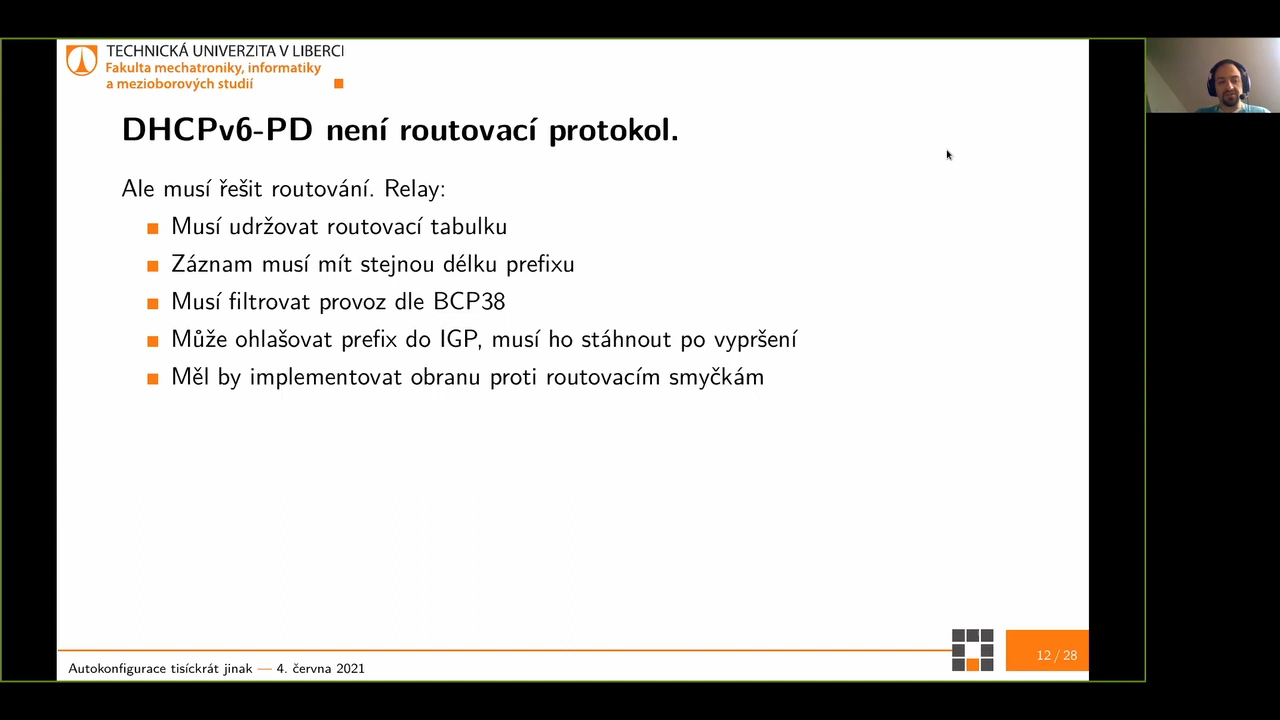 TECHNICKÁ UNIVERZITA V LIBERCI
Fakulta mechatroniky, informatiky
a mezioborových studií
DHCPv6-PD není routovací protokol.
Ale musí řešit routování. Relay:
Musí udržovat routovací tabulku
Záznam musí mít stejnou délku prefixu
Musí filtrovat provoz dle BCP38
Může ohlašovat prefix do IGP, musí ho stáhnout po vypršení
Měl by implementovat obranu proti routovacím smyčkám
Autokonfigurace tisíckrát jinak — 4. června 2021
12 / 28